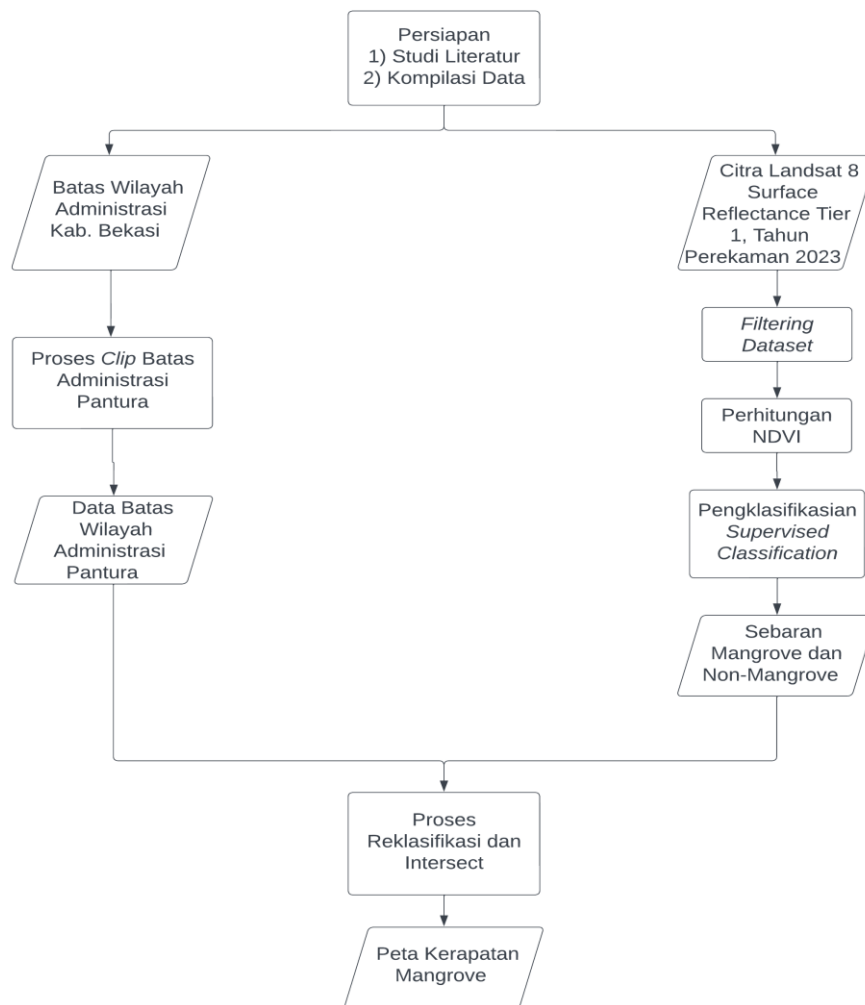 Persiapan
1) Studi Literatur
2) Kompilasi Data
Batas Wilayah
Administrasi
Kab. Bekasi
Citra Landsat 8
Surface
Reflectance Tier
1, Tahun
Perekaman 2023
Proses Clip Batas
Administrasi
Pantura
Filtering
Dataset
Perhitungan
NDVI
Data Batas
Wilayah
Administrasi
Pantura
Pengklasifikasian
Supervised
Classification
Sebaran
Mangrove dan
Non-Mangrove
Proses
Reklasifikasi dan
Intersect
Peta Kerapatan
Mangrove